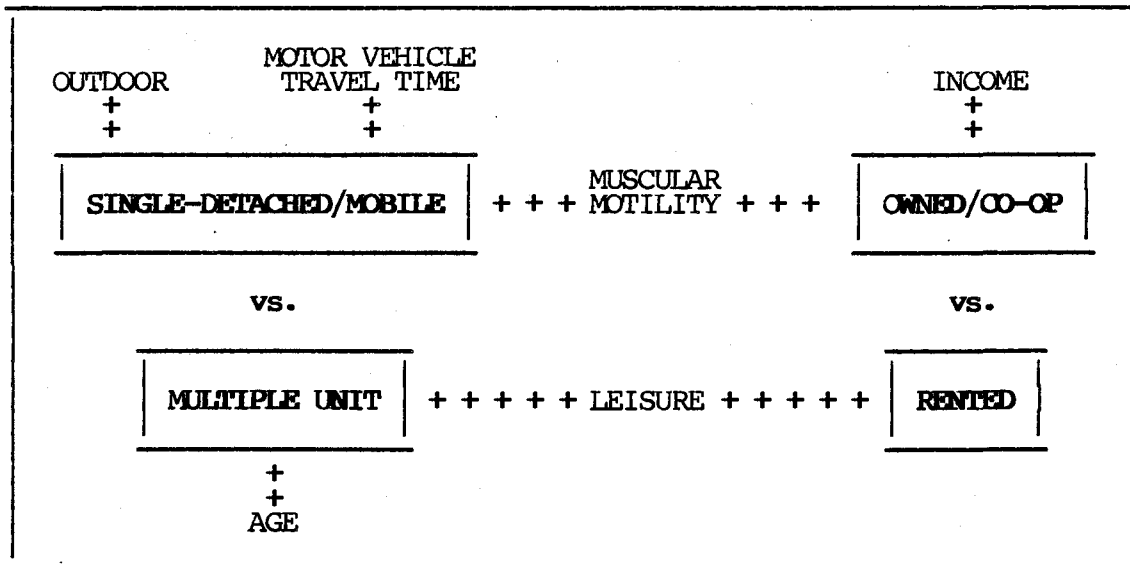 MOTOR VEHICLE
OUTDOOR TRAVEL TIME INCOME
+ + +
+ + +
MUSCULAR
SINGLE-DETACHED/MOBILE + + + MOTILITY + + + OWNED/CO-OP
vs. vs.
MULTIPLE UNIT + + + + + LEISURE + + + + + RENTED
+
+
AGE